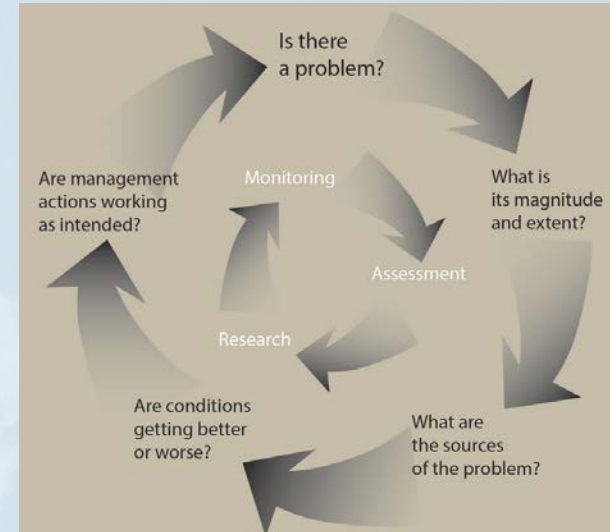 Is there
a problem?
What is
its magnitude
and extent?
What are
the sources
of the problem?
Are conditions
getting better
or worse?
Are management
actions working
as intended?
Monitoring
Assessment
Research